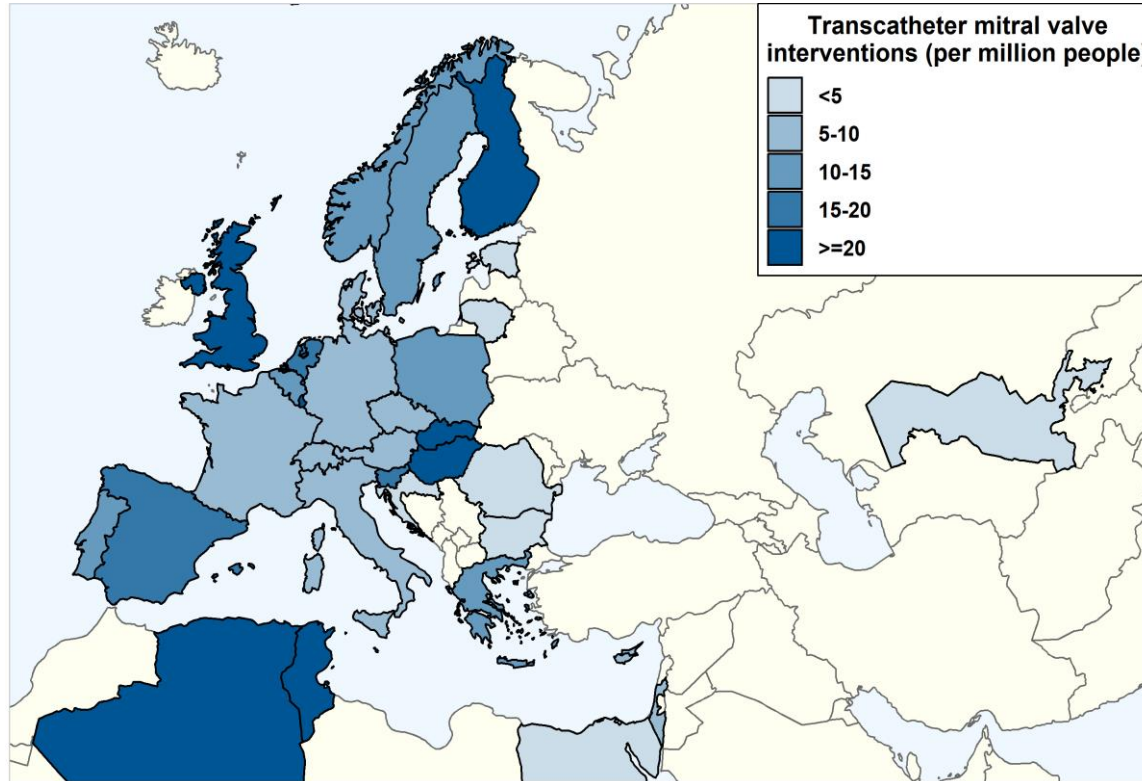 Transcatheter mitral valve
interventions (per million people)
<5
5-10
10-15
15-20
>=20